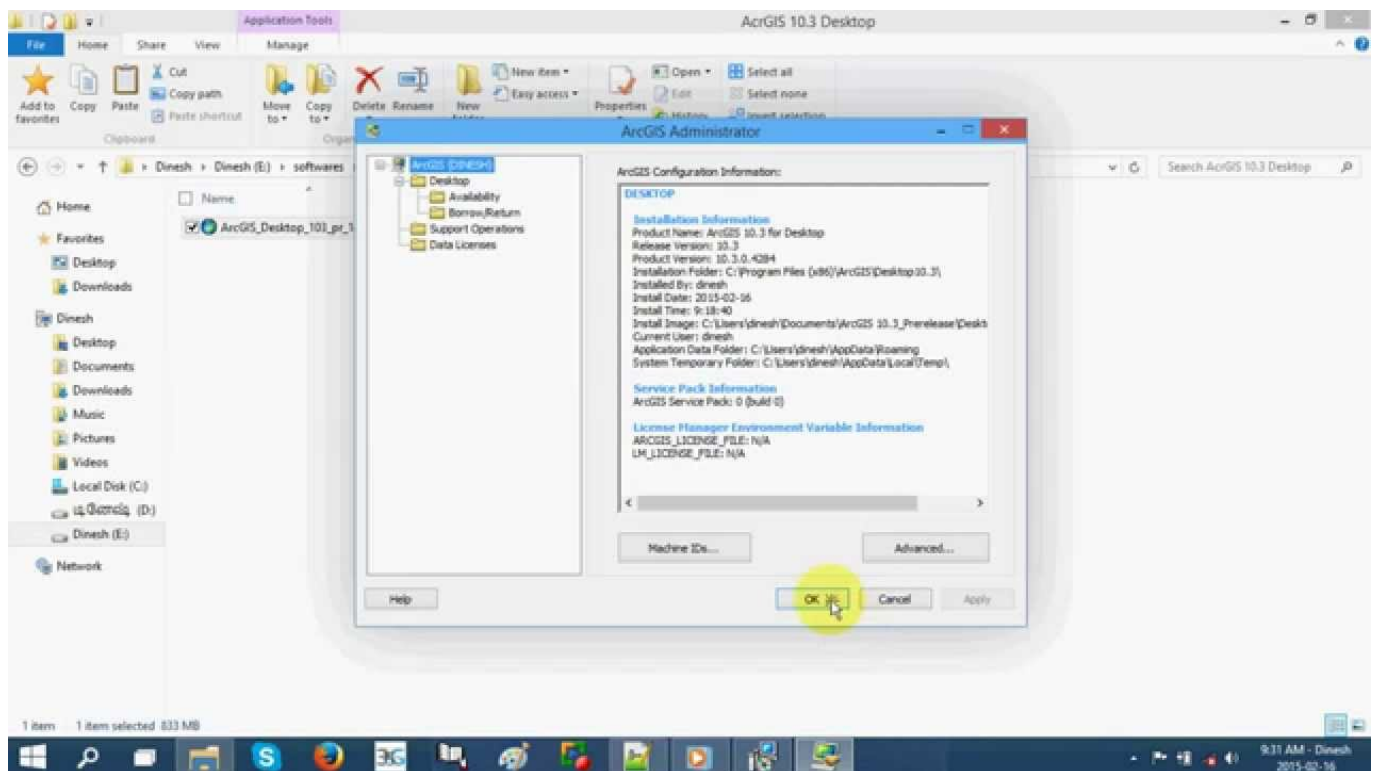 Application Tools
AcrGIS 10.3 Desktop
File
Home
Share
View
Manage
Add to favorites
Copy
Paste
Cut
Copy path
Paste shortcut
Move to
Copy to
Delete
Rename
New
New item
Easy access
Properties
Open
Edit
History
Select all
Select none
Invert selection
Clipboard
Organ
Dinesh
Dinesh (E:)
softwares
Search AcrGIS 10.3 Desktop
Home
Favorites
Desktop
Downloads
Dinesh
Desktop
Documents
Downloads
Music
Pictures
Videos
Local Disk (C:)
(D:)
Dinesh (E:)
Network
Name
ArcGIS_Desktop_103_pr_1
ArcGIS Administrator
ArcGIS (DINESH)
Desktop
Availability
Borrow/Return
Support Operations
Data Licenses
ArcGIS Configuration Information:
DESKTOP
Installation Information
Product Name: ArcGIS 10.3 for Desktop
Release Version: 10.3
Product Version: 10.3.0.4284
Installation Folder: C:\Program Files (x86)\ArcGIS\Desktop10.3\
Installed By: dinesh
Install Date: 2015-02-16
Install Time: 9:18:40
Install Image: C:\Users\dinesh\Documents\ArcGIS 10.3_Prerelease\Deskt
Current User: dinesh
Application Data Folder: C:\Users\dinesh\AppData\Roaming
System Temporary Folder: C:\Users\dinesh\AppData\Local\Temp\
Service Pack Information
ArcGIS Service Pack: 0 (build 0)
License Manager Environment Variable Information
ARCGIS_LICENSE_FILE: N/A
LM_LICENSE_FILE: N/A
Machine IDs...
Advanced...
Help
OK
Cancel
Apply
1 item
1 item selected 833 MB
3G
9:31 AM - Dinesh
2015-02-16